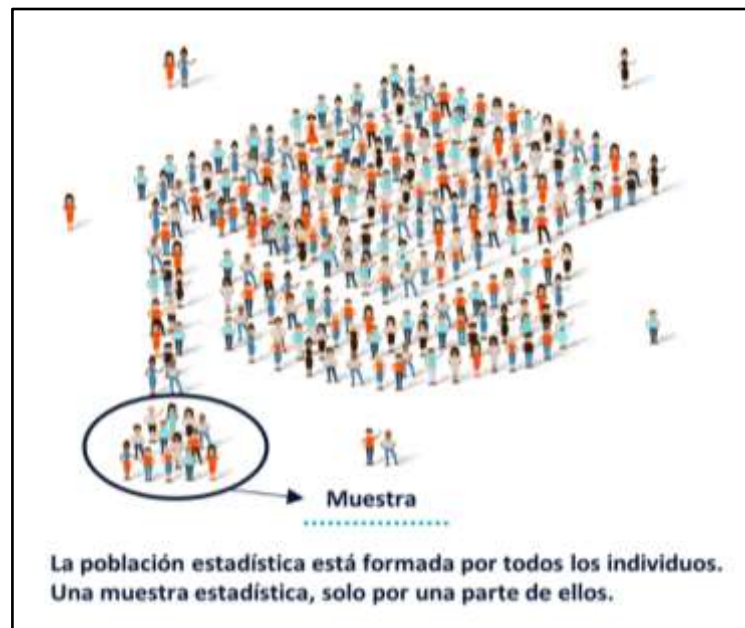 Muestra
La población estadística está formada por todos los individuos.
Una muestra estadística, solo por una parte de ellos.